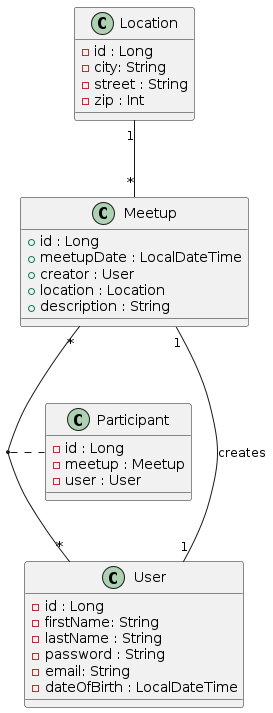 C Location
id : Long
city: String
street : String
zip : Int
1
*
C Meetup
id : Long
meetupDate : LocalDateTime
creator : User
location : Location
description : String
* 1
C Participant
id : Long
meetup : Meetup
user : User
creates
* 1
C User
id : Long
firstName: String
lastName : String
password : String
email: String
dateOfBirth : LocalDateTime